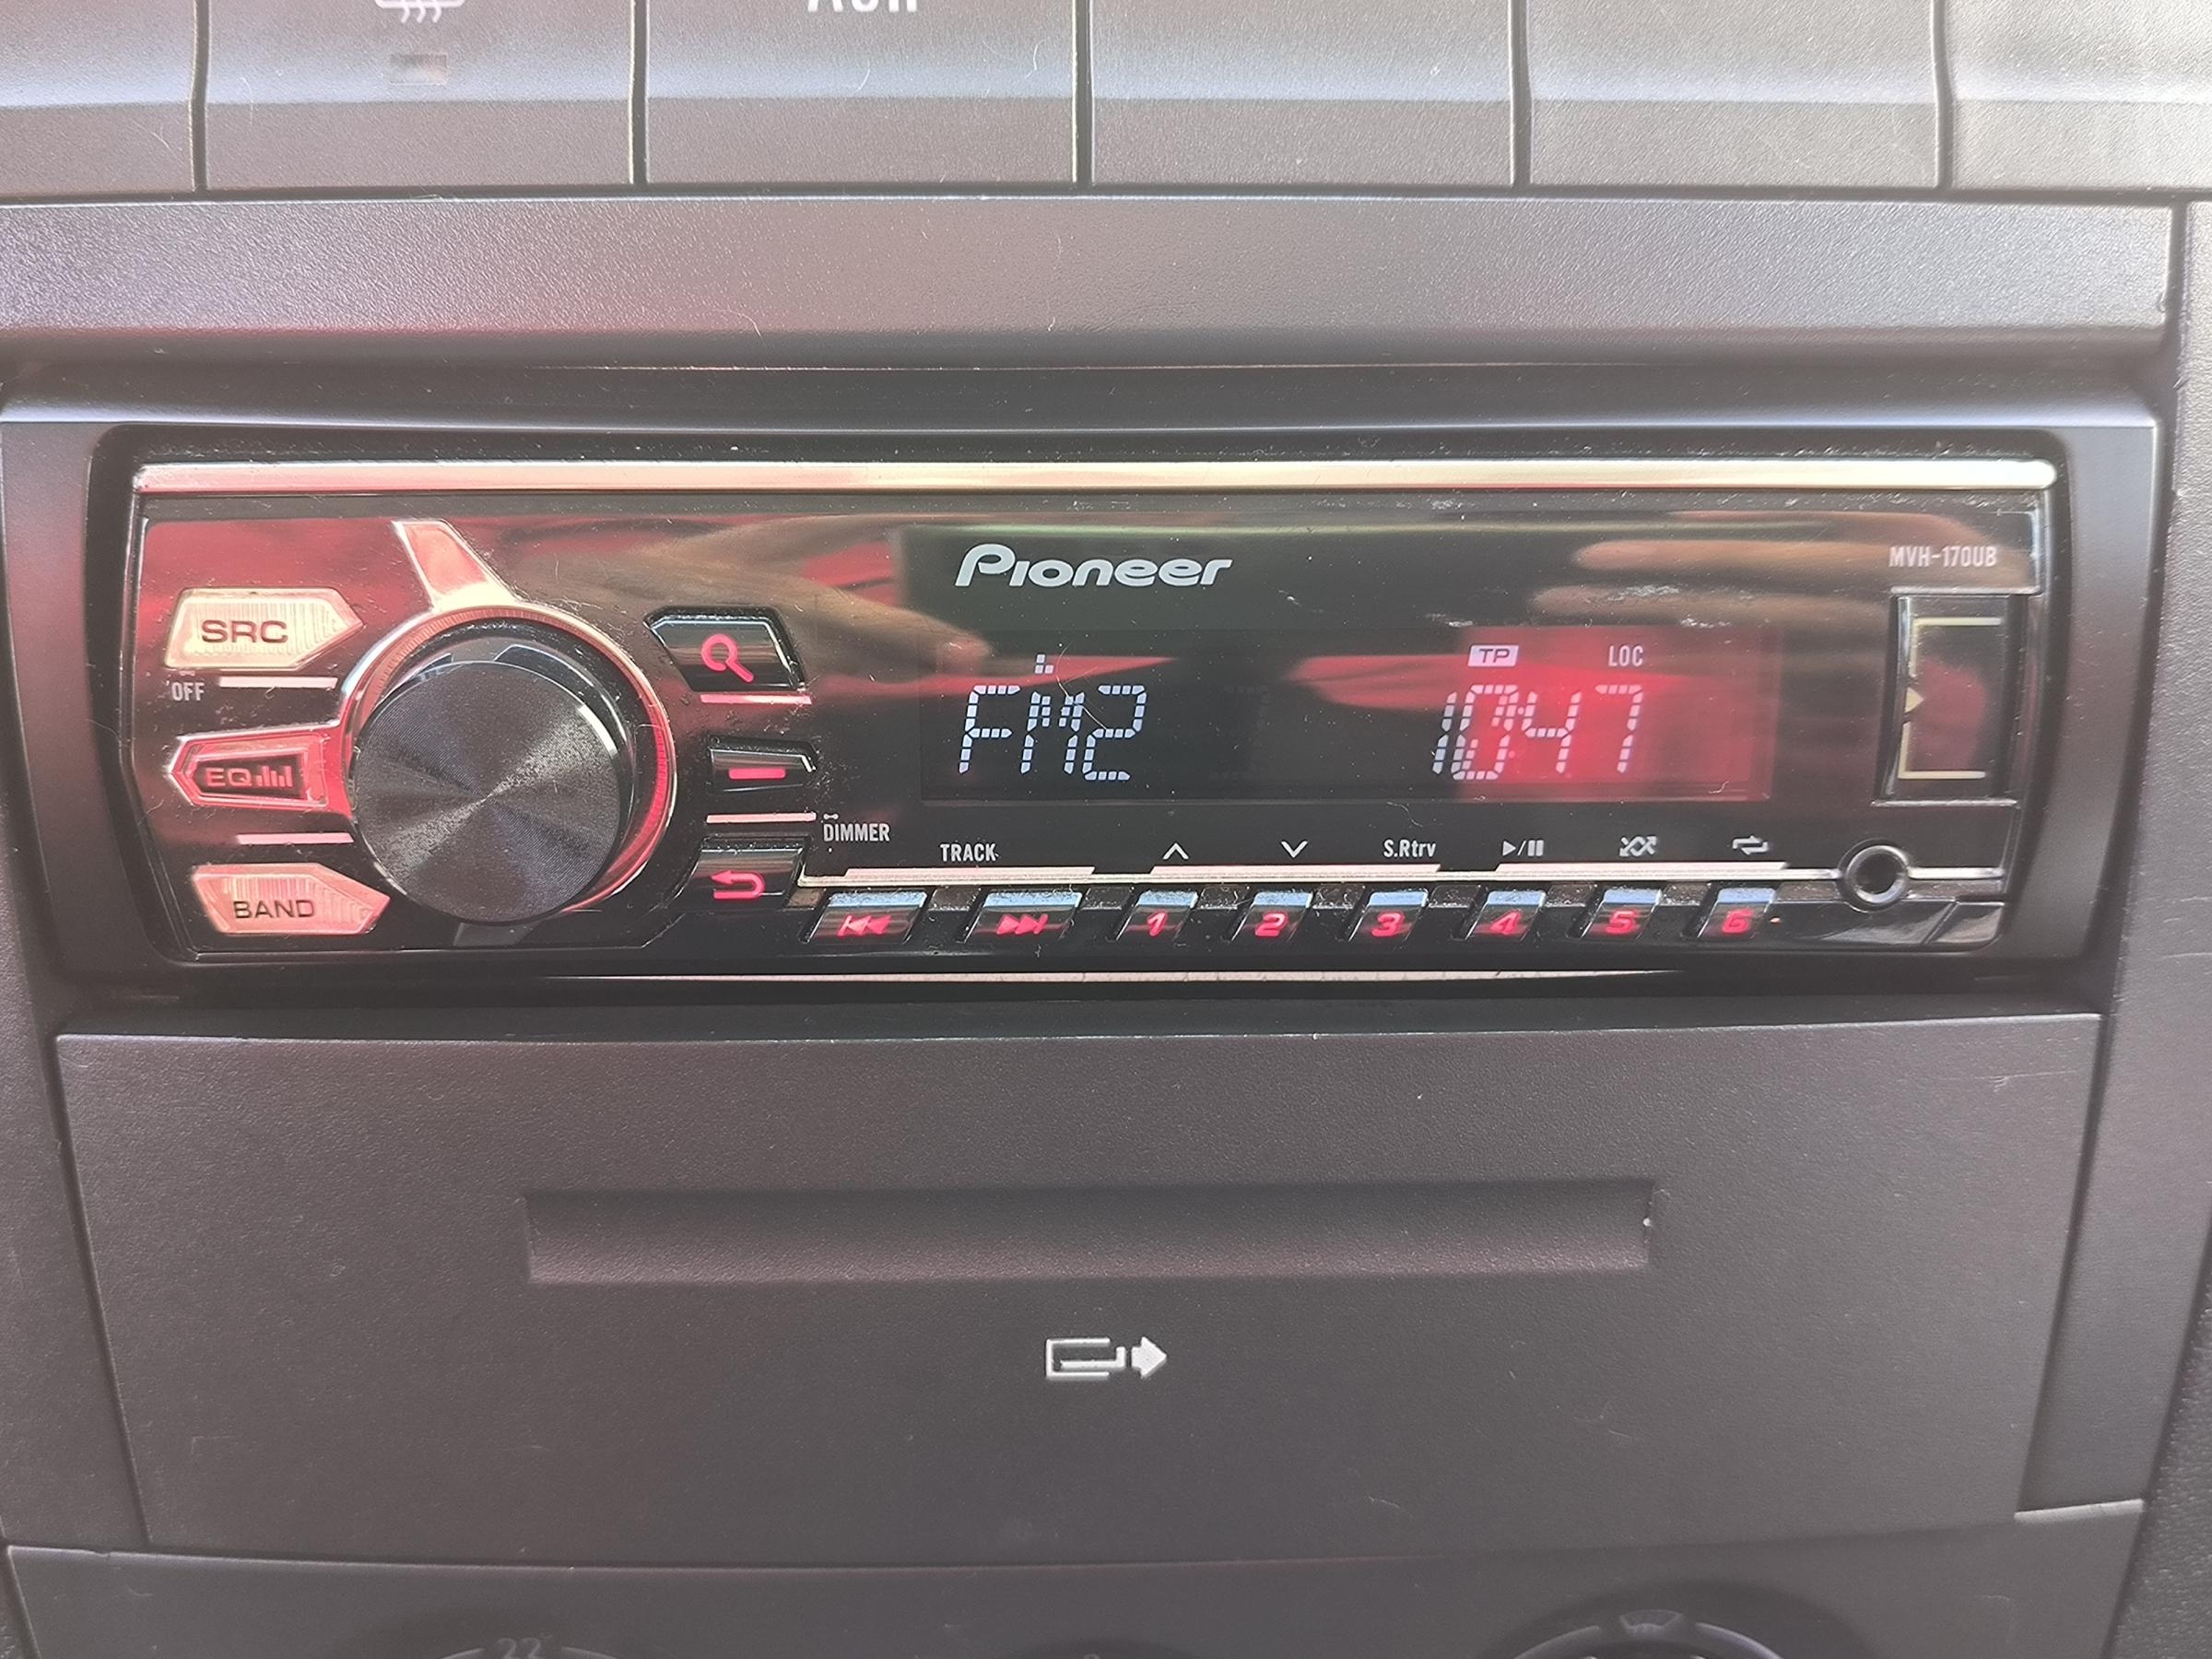 Pioneer
MVH-170UB
SRC
OFF
TP LOC
FM2 1047
EQ
DIMMER
TRACK S.Rtrv
BAND
1 2 3 4 5 6
22